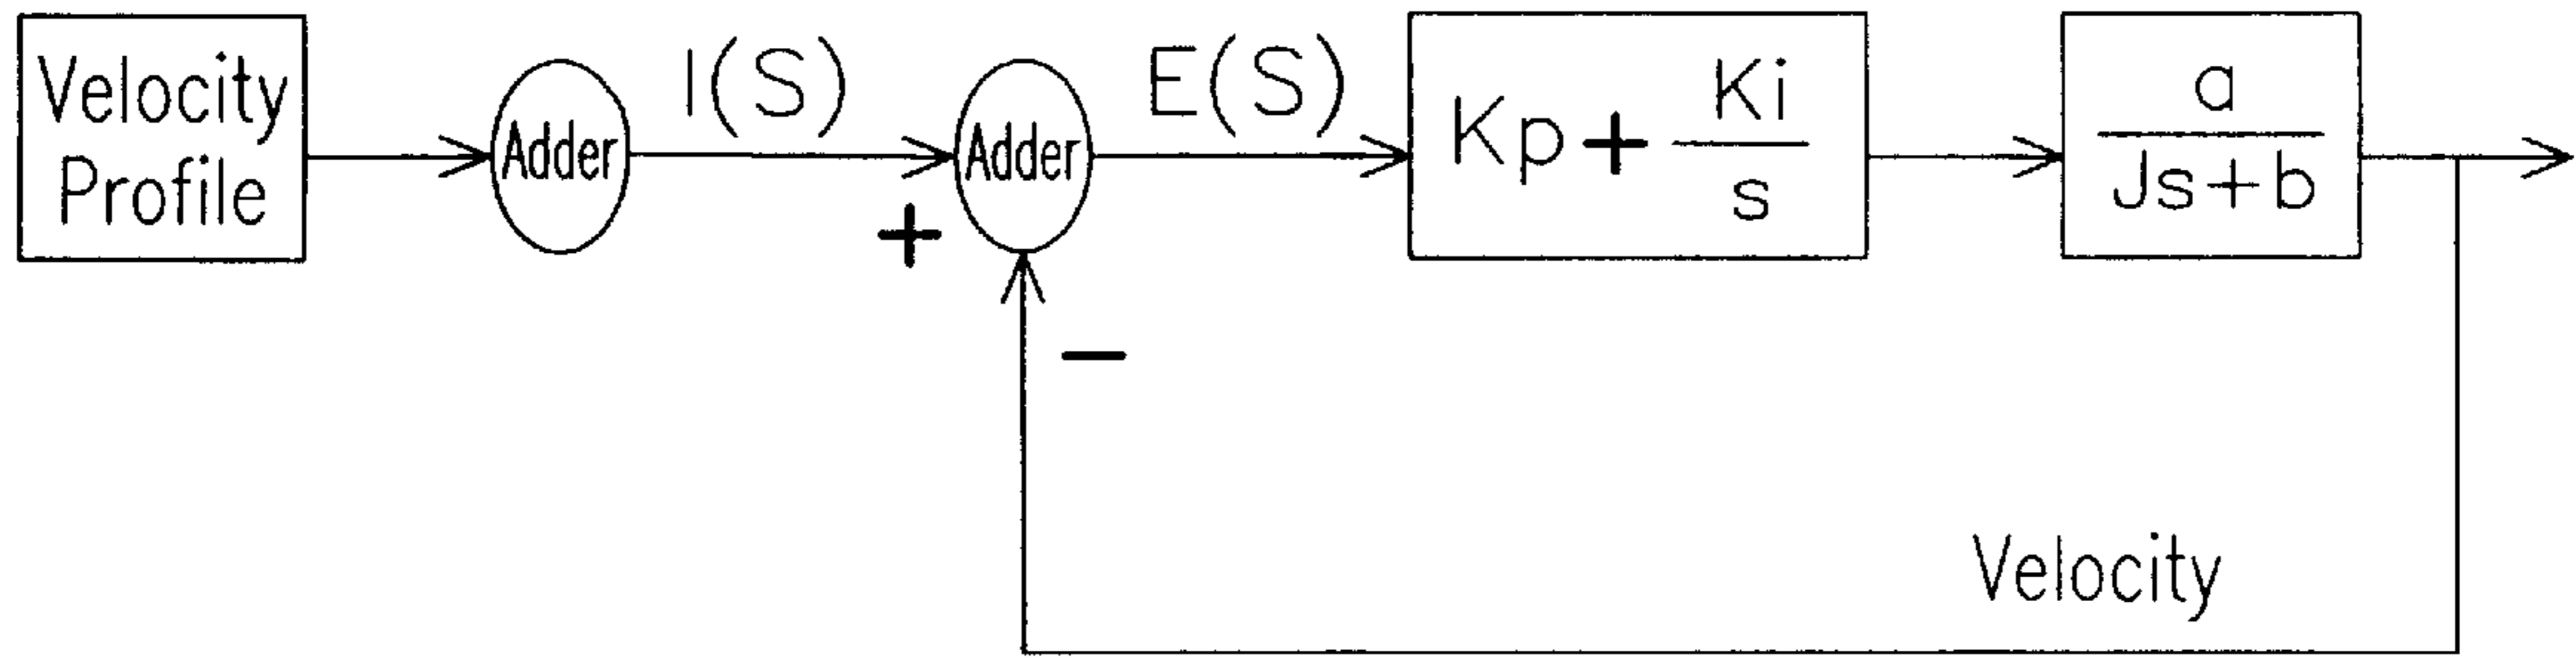 Velocity
Profile
Adder
I(S)
+
Adder
E(S)
Kp + Ki
s
a
Js+b
−
Velocity